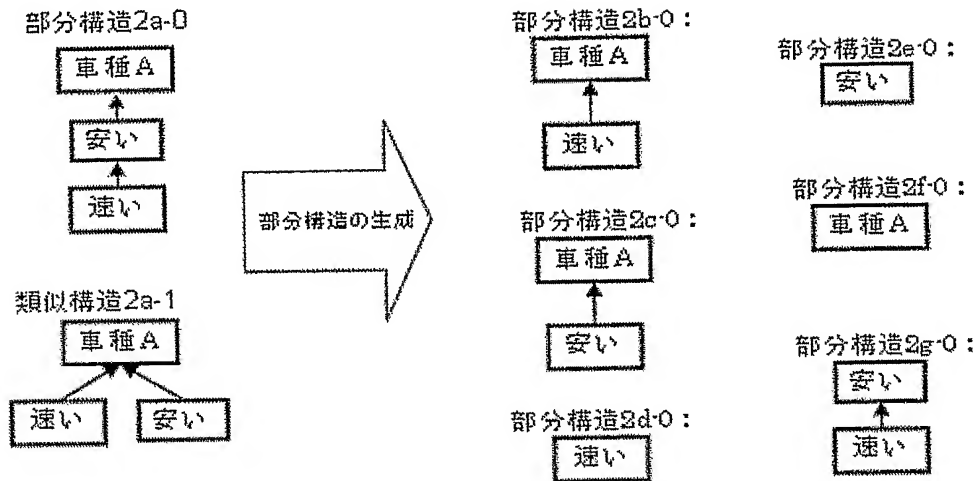 部分構造2a-0
車種A
安い
速い
類似構造2a-1
車種A
速い
安い
部分構造の生成
部分構造2b-0:
車種A
速い
部分構造2c-0:
車種A
安い
部分構造2d-0:
速い
部分構造2e-0:
安い
部分構造2f-0:
車種A
部分構造2g-0:
安い
速い